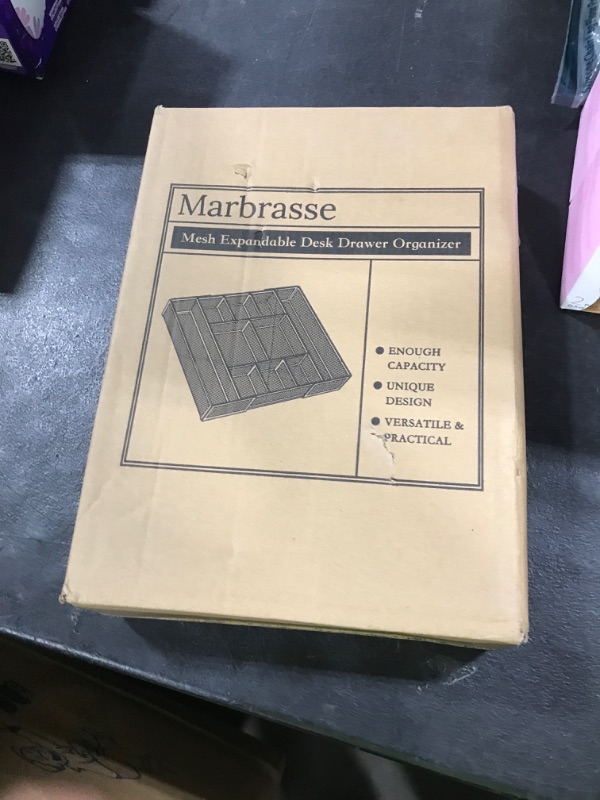 Marbrasse
Mesh Expandable Desk Drawer Organizer
● ENOUGH
CAPACITY
● UNIQUE
DESIGN
● VERSATILE &
PRACTICAL